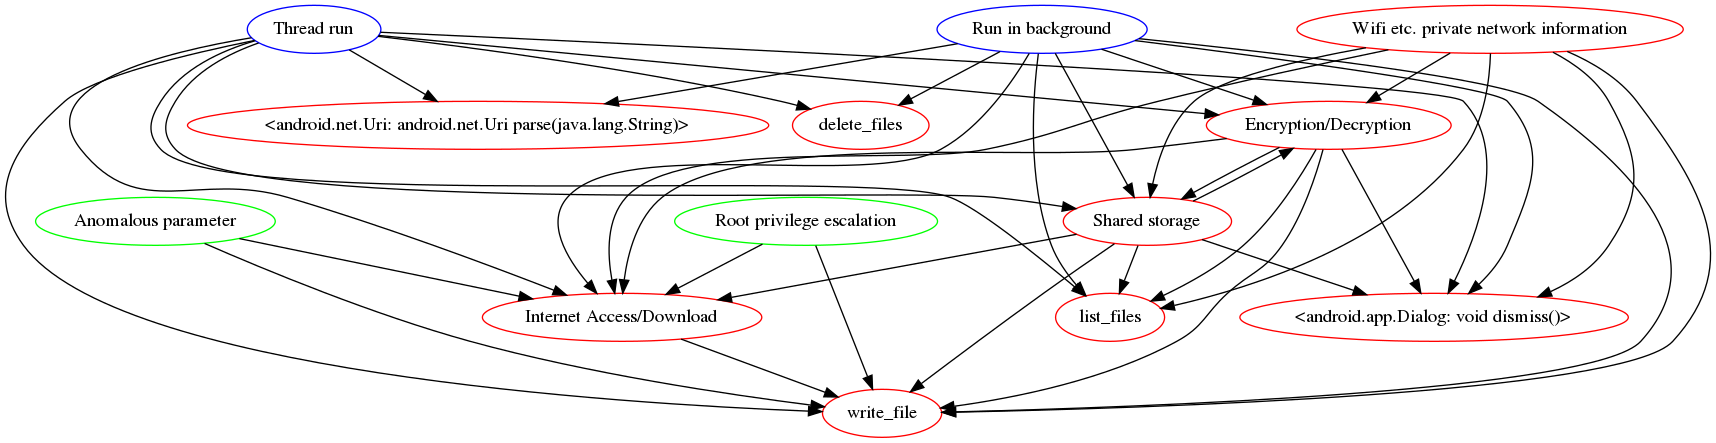 Thread run
Run in background
Wifi etc. private network information
<android.net.Uri: android.net.Uri parse(java.lang.String)>
delete_files
Encryption/Decryption
Anomalous parameter
Root privilege escalation
Shared storage
Internet Access/Download
list_files
<android.app.Dialog: void dismiss()>
write_file